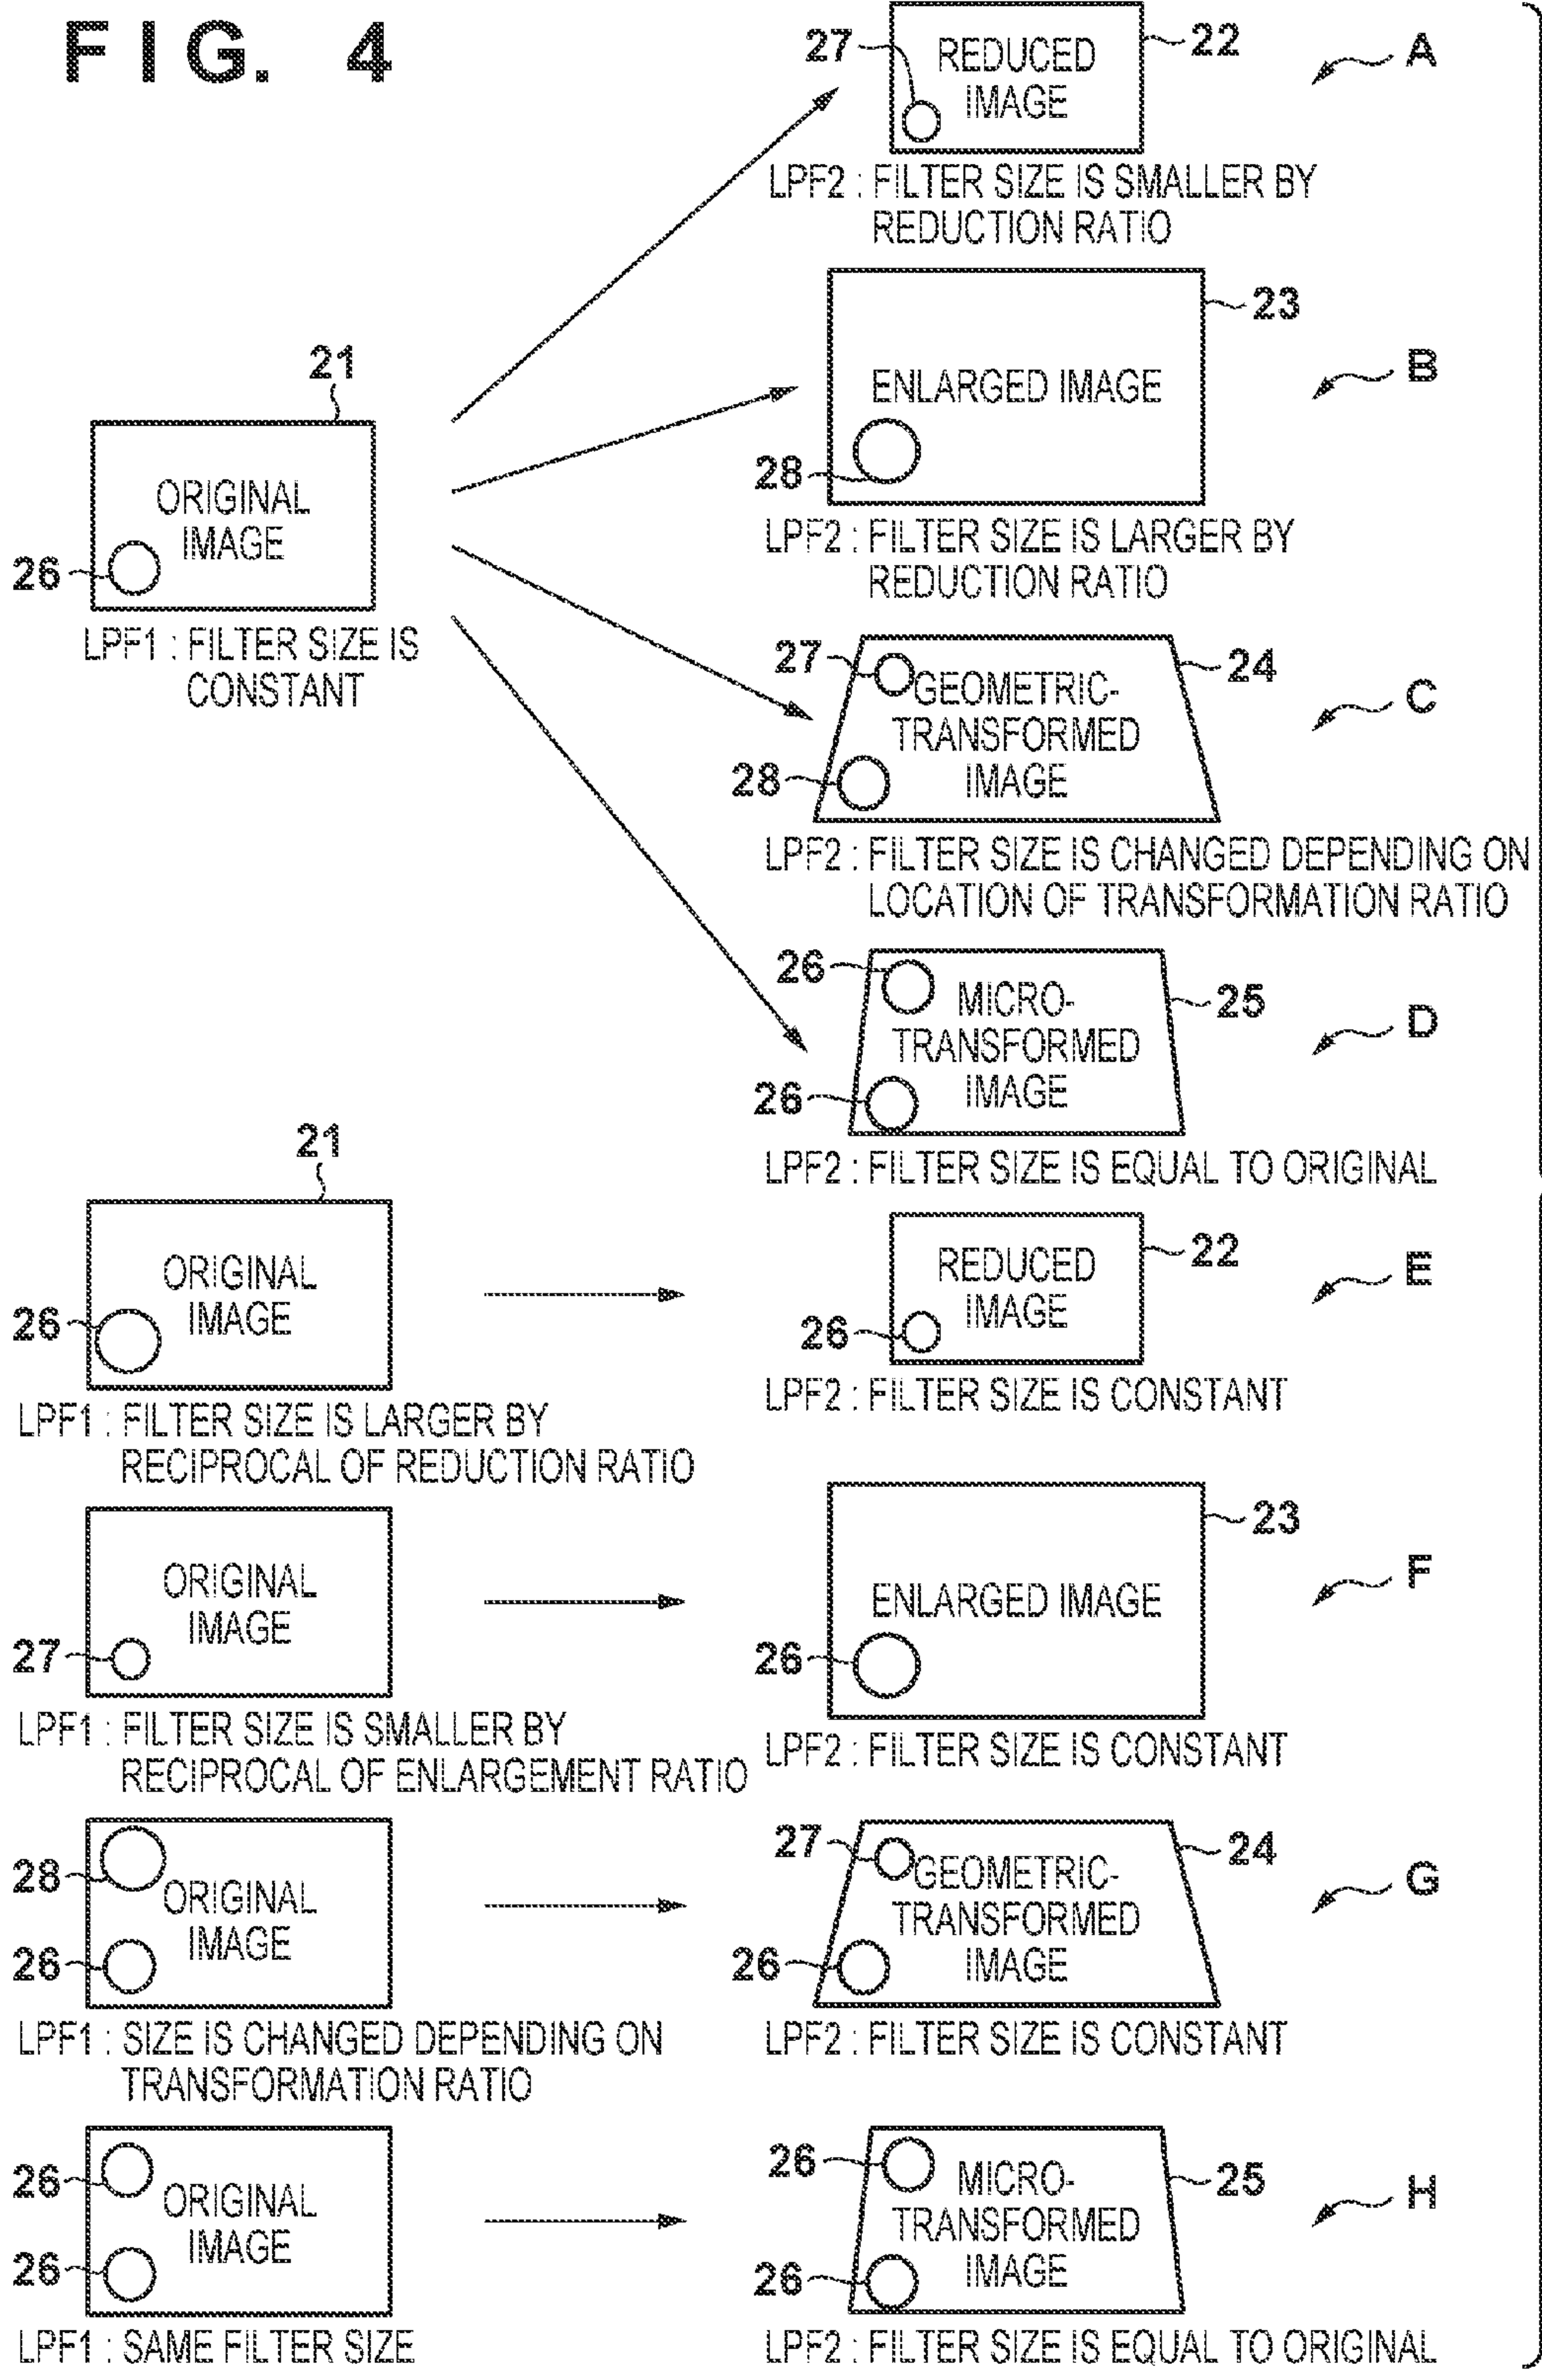 FIG. 4
27
REDUCED
IMAGE
22
A
LPF2 : FILTER SIZE IS SMALLER BY
REDUCTION RATIO
23
ENLARGED IMAGE
28
B
LPF2 : FILTER SIZE IS LARGER BY
REDUCTION RATIO
21
ORIGINAL
IMAGE
26
LPF1 : FILTER SIZE IS
CONSTANT
27
GEOMETRIC-
TRANSFORMED
IMAGE
28
24
C
LPF2 : FILTER SIZE IS CHANGED DEPENDING ON
LOCATION OF TRANSFORMATION RATIO
26
MICRO-
TRANSFORMED
IMAGE
26
25
D
LPF2 : FILTER SIZE IS EQUAL TO ORIGINAL
21
ORIGINAL
IMAGE
26
LPF1 : FILTER SIZE IS LARGER BY
RECIPROCAL OF REDUCTION RATIO
REDUCED
IMAGE
22
26
E
LPF2 : FILTER SIZE IS CONSTANT
ORIGINAL
IMAGE
27
LPF1 : FILTER SIZE IS SMALLER BY
RECIPROCAL OF ENLARGEMENT RATIO
23
ENLARGED IMAGE
26
F
LPF2 : FILTER SIZE IS CONSTANT
28
ORIGINAL
IMAGE
26
LPF1 : SIZE IS CHANGED DEPENDING ON
TRANSFORMATION RATIO
27
GEOMETRIC-
TRANSFORMED
IMAGE
26
24
G
LPF2 : FILTER SIZE IS CONSTANT
26
ORIGINAL
IMAGE
26
LPF1 : SAME FILTER SIZE
26
MICRO-
TRANSFORMED
IMAGE
26
25
H
LPF2 : FILTER SIZE IS EQUAL TO ORIGINAL